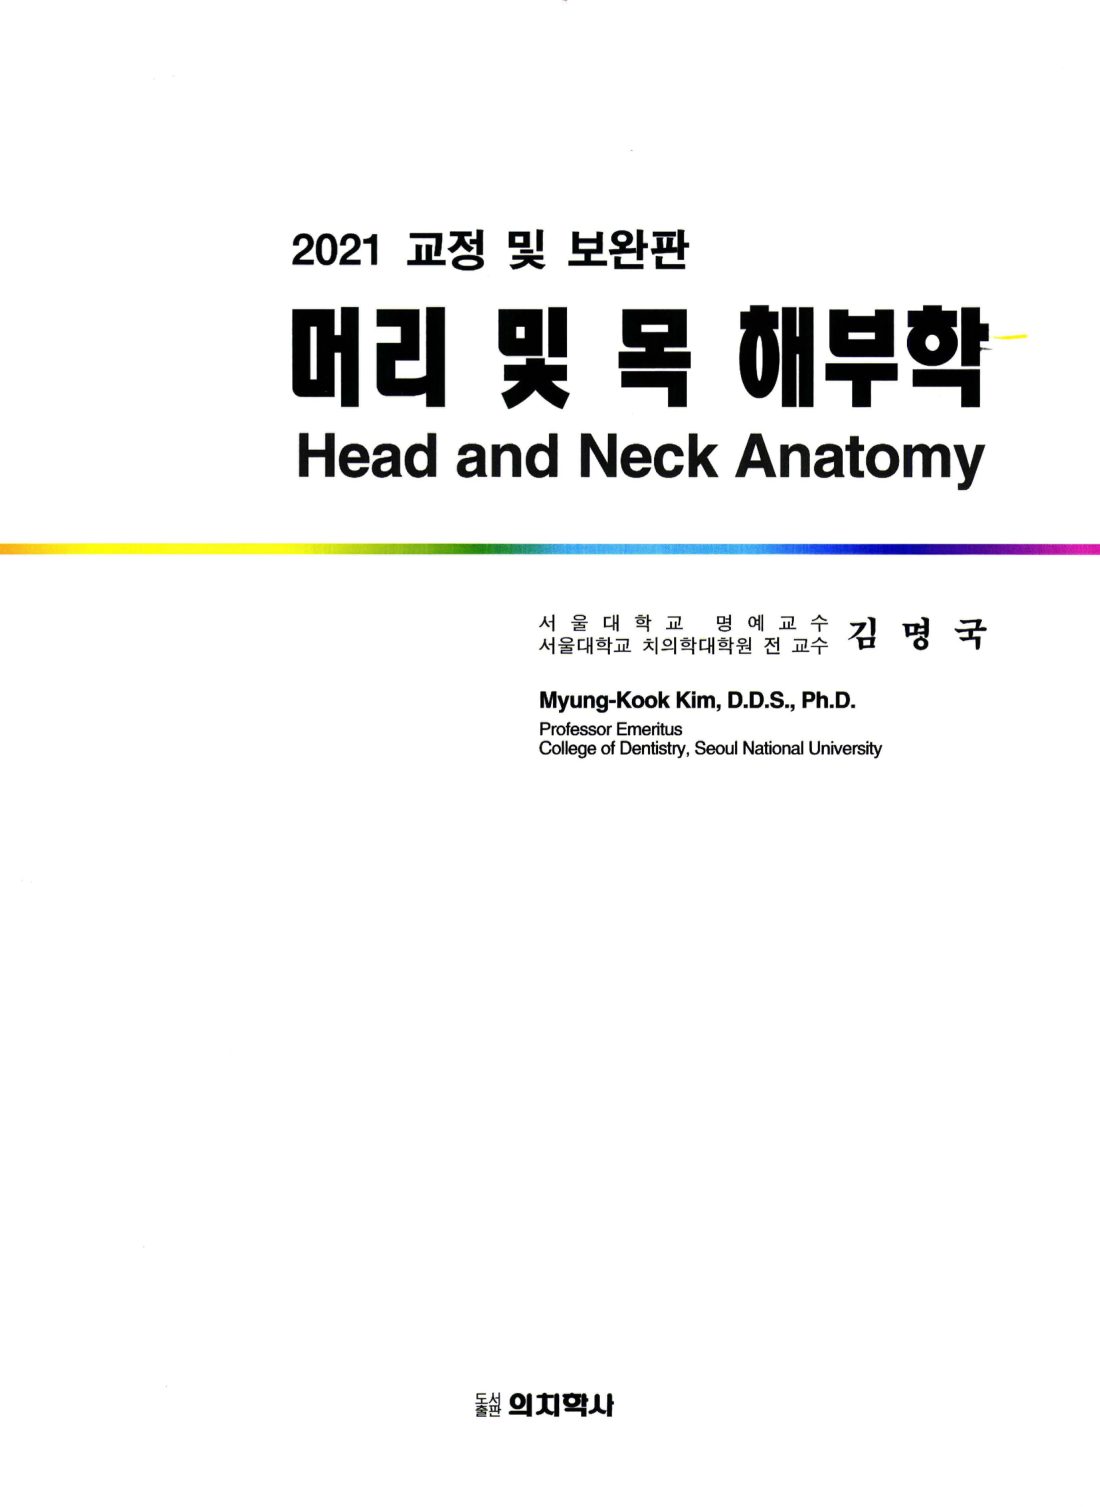 2021 교정 및 보완판
머리 및 목 해부학
Head and Neck Anatomy
서울대학교 명예교수
서울대학교 치의학대학원 전 교수
김명국
Myung-Kook Kim, D.D.S., Ph.D.
Professor Emeritus
College of Dentistry, Seoul National University
도서출판 의치학사